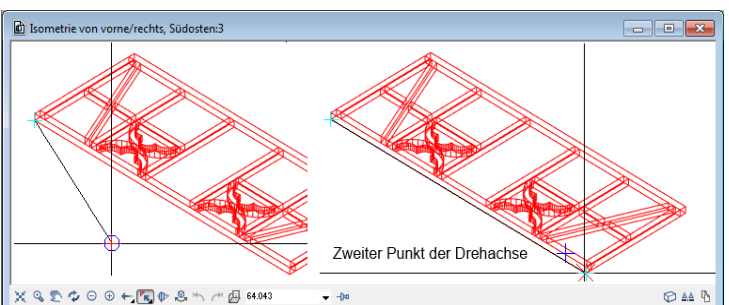 Isometrie von vorne/rechts, Südosten:3
Zweiter Punkt der Drehachse
64.043